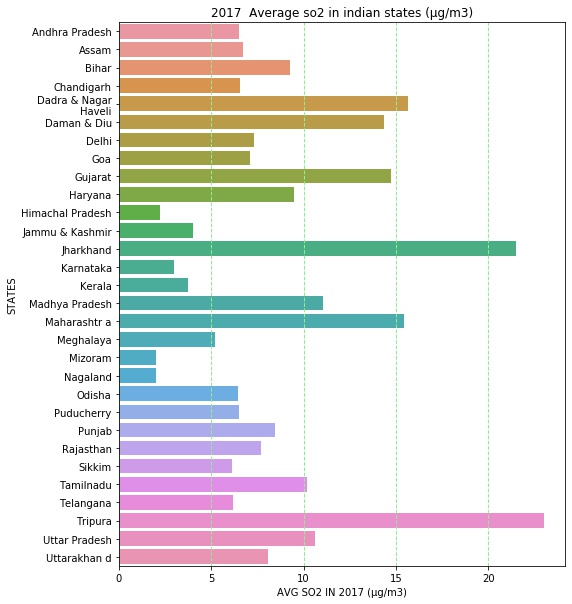 2017  Average so2 in indian states (µg/m3)
Andhra Pradesh
Assam
Bihar
Chandigarh
Dadra & Nagar
Haveli
Daman & Diu
Delhi
Goa
Gujarat
Haryana
Himachal Pradesh
Jammu & Kashmir
Jharkhand
Karnataka
Kerala
Madhya Pradesh
Maharashtr a
Meghalaya
Mizoram
Nagaland
Odisha
Puducherry
Punjab
Rajasthan
Sikkim
Tamilnadu
Telangana
Tripura
Uttar Pradesh
Uttarakhan d
STATES
0 5 10 15 20
AVG SO2 IN 2017 (µg/m3)